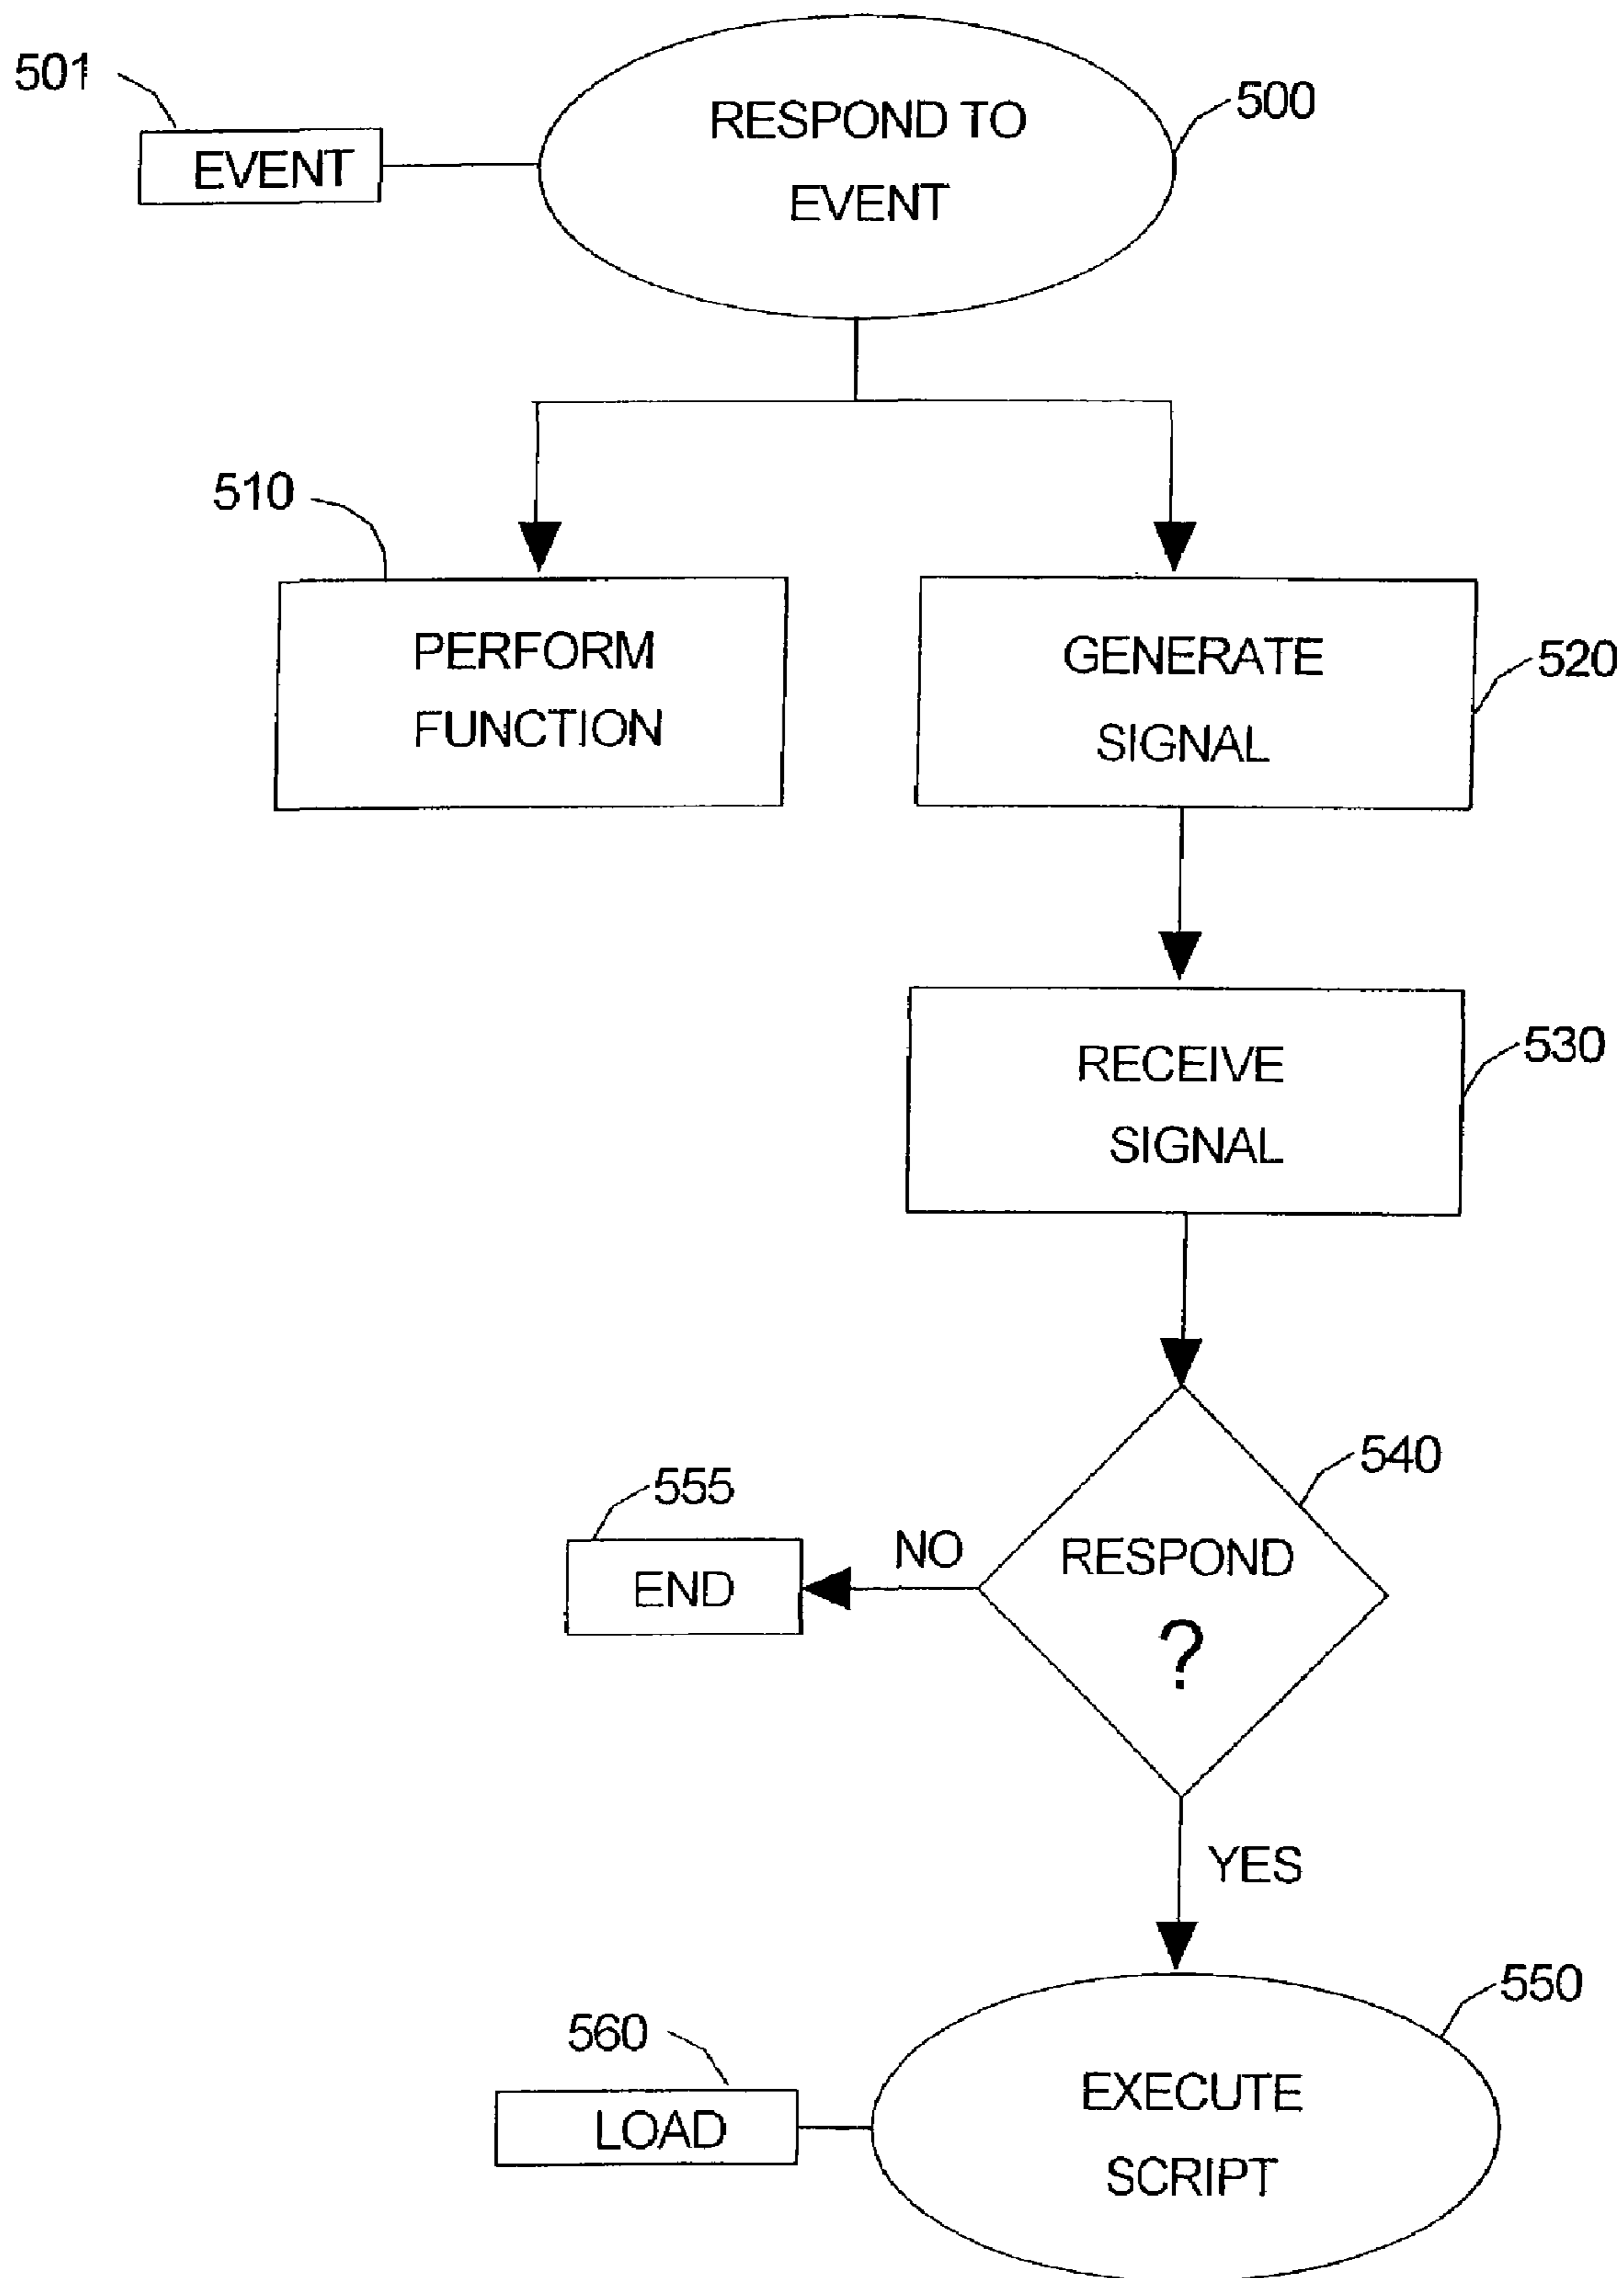 501
EVENT
RESPOND TO
EVENT
500
510
PERFORM
FUNCTION
GENERATE
SIGNAL
520
RECEIVE
SIGNAL
530
540
RESPOND
?
NO
555
END
YES
550
EXECUTE
SCRIPT
560
LOAD